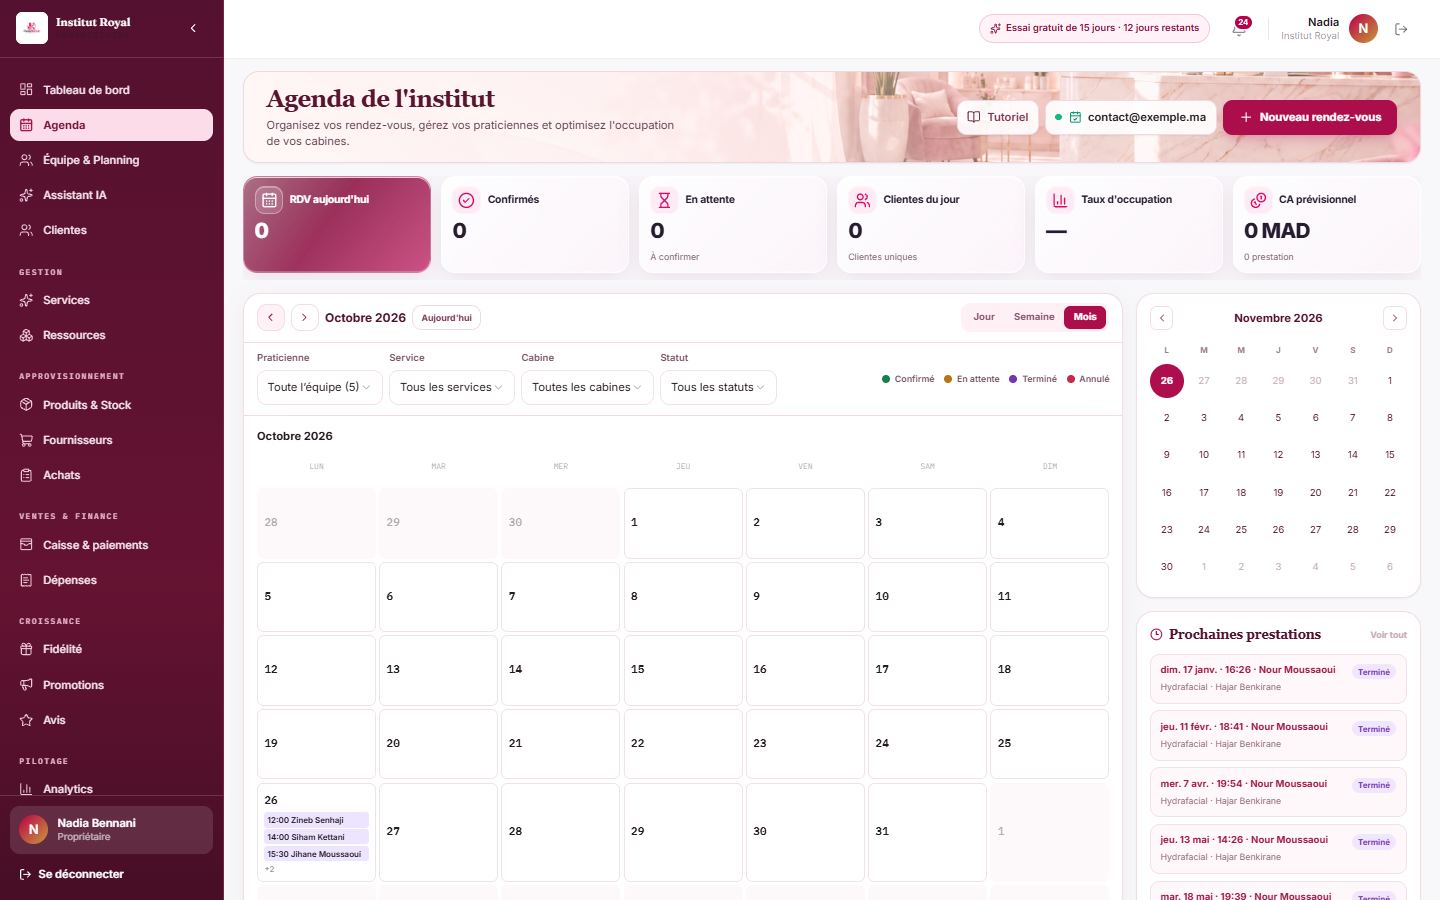 Institut Royal
Essai gratuit de 15 jours · 12 jours restants
24
Nadia
Institut Royal
N
Tableau de bord
Agenda
Équipe & Planning
Assistant IA
Clientes
GESTION
Services
Ressources
APPROVISIONNEMENT
Produits & Stock
Fournisseurs
Achats
VENTES & FINANCE
Caisse & paiements
Dépenses
CROISSANCE
Fidélité
Promotions
Avis
PILOTAGE
Analytics
N
Nadia Bennani
Propriétaire
Se déconnecter
Agenda de l'institut
Organisez vos rendez-vous, gérez vos praticiennes et optimisez l'occupation
de vos cabines.
Tutoriel
contact@exemple.ma
Nouveau rendez-vous
RDV aujourd'hui
0
Confirmés
0
En attente
0
À confirmer
Clientes du jour
0
Clientes uniques
Taux d'occupation
—
CA prévisionnel
0 MAD
0 prestation
Octobre 2026
Aujourd'hui
Jour Semaine Mois
Praticienne Service Cabine Statut
Toute l'équipe (5) Tous les services Toutes les cabines Tous les statuts
Confirmé En attente Terminé Annulé
Octobre 2026
LUN MAR MER JEU VEN SAM DIM
28 29 30 1 2 3 4
5 6 7 8 9 10 11
12 13 14 15 16 17 18
19 20 21 22 23 24 25
26 27 28 29 30 31 1
12:00 Zineb Senhaji
14:00 Siham Kettani
15:30 Jihane Moussaoui
+2
Novembre 2026
L M M J V S D
26 27 28 29 30 31 1
2 3 4 5 6 7 8
9 10 11 12 13 14 15
16 17 18 19 20 21 22
23 24 25 26 27 28 29
30 1 2 3 4 5 6
Prochaines prestations
Voir tout
dim. 17 janv. · 16:26 · Nour Moussaoui
Terminé
Hydrafacial · Hajar Benkirane
jeu. 11 févr. · 18:41 · Nour Moussaoui
Terminé
Hydrafacial · Hajar Benkirane
mer. 7 avr. · 19:54 · Nour Moussaoui
Terminé
Hydrafacial · Hajar Benkirane
jeu. 13 mai · 14:26 · Nour Moussaoui
Terminé
Hydrafacial · Hajar Benkirane
mar. 18 mai · 19:39 · Nour Moussaoui
Terminé